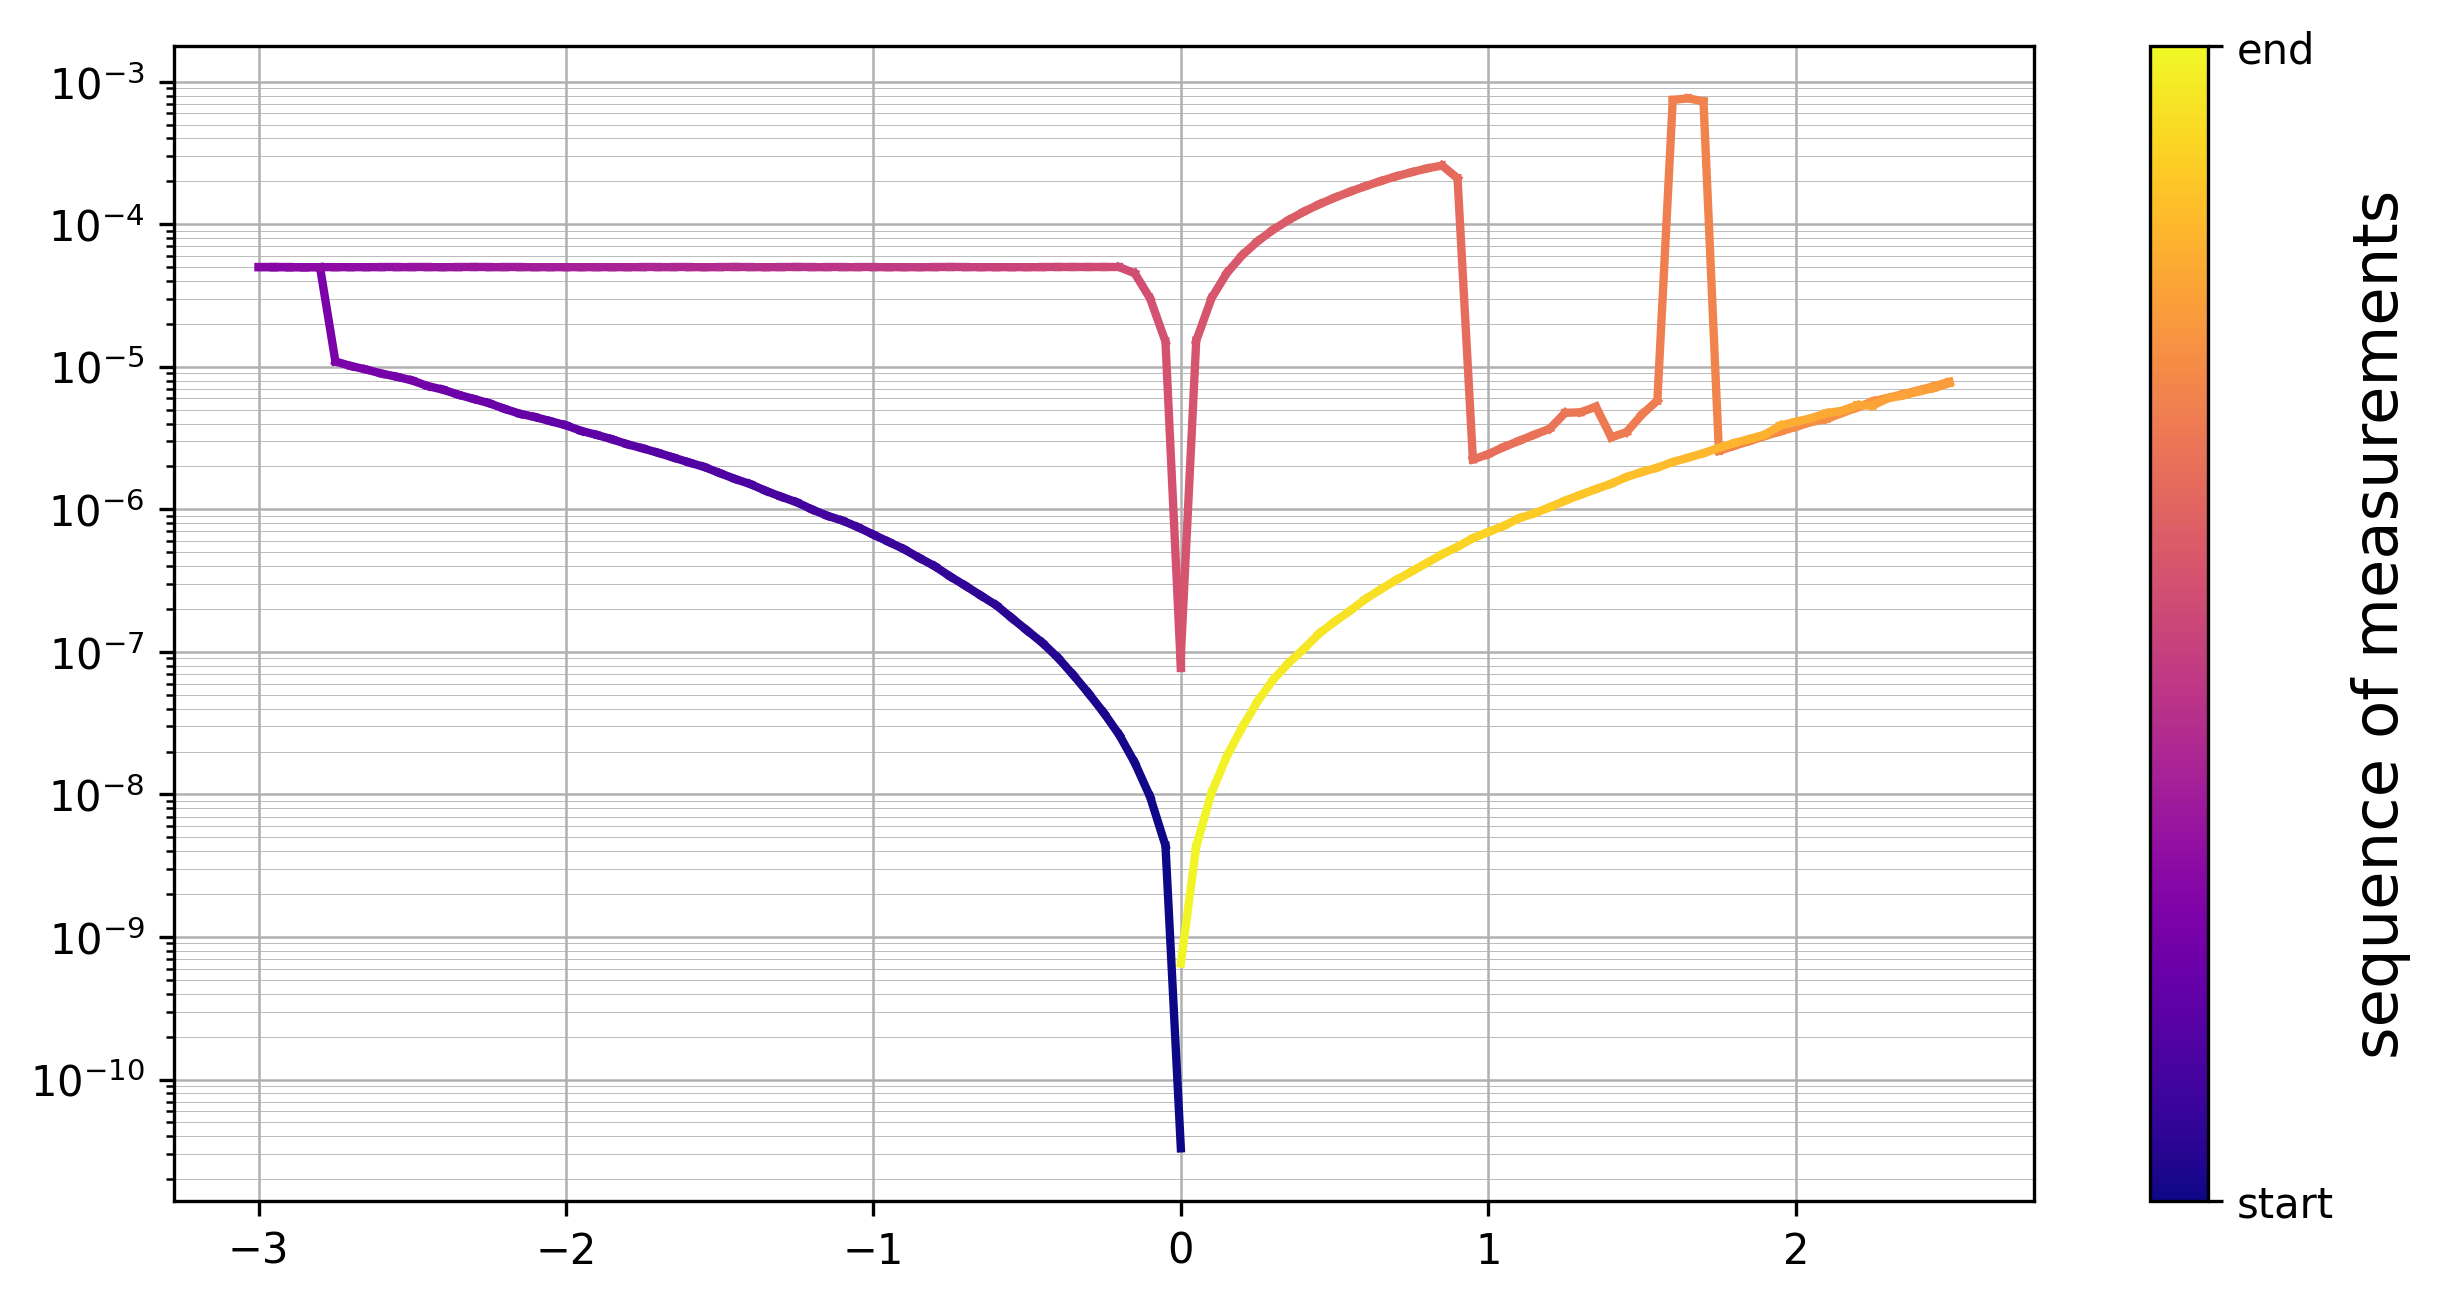 10⁻³
10⁻⁴
10⁻⁵
10⁻⁶
10⁻⁷
10⁻⁸
10⁻⁹
10⁻¹⁰
−3 −2 −1 0 1 2
end
start
sequence of measurements